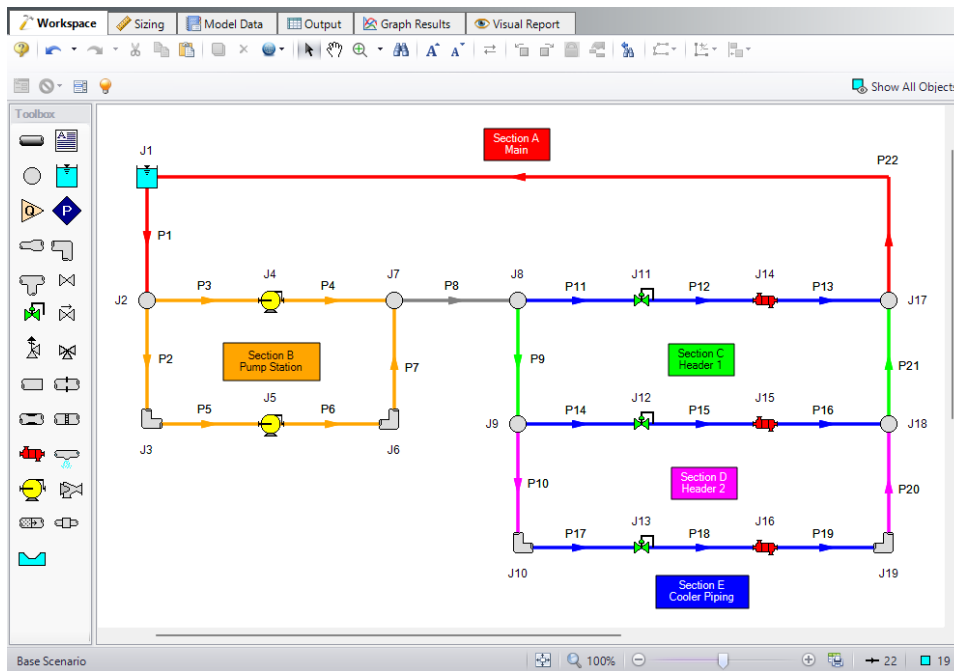 Workspace Sizing Model Data Output Graph Results Visual Report
A A
Show All Objects
Toolbox
A
Q
P
Section A
Main
J1
P22
P1
J4 J7 J8 J11 J14
P3 P4 P8 P11 P12 P13
J2 J17
Section B
Pump Station
Section C
Header 1
P2 P7 P9 P21
J5 J12 J15
P5 P6 J9 P14 P15 P16 J18
J3 J6
Section D
Header 2
P10 P20
J13 J16
P17 P18 P19
J10 J19
Section E
Cooler Piping
Base Scenario 100% 22 19